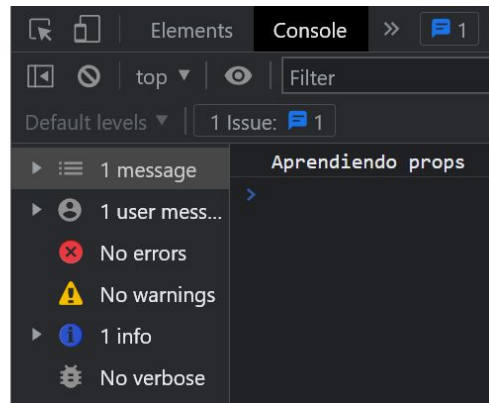 Elements Console 1
top Filter
Default levels 1 Issue: 1
1 message
Aprendiendo props
1 user mess...
No errors
No warnings
1 info
No verbose